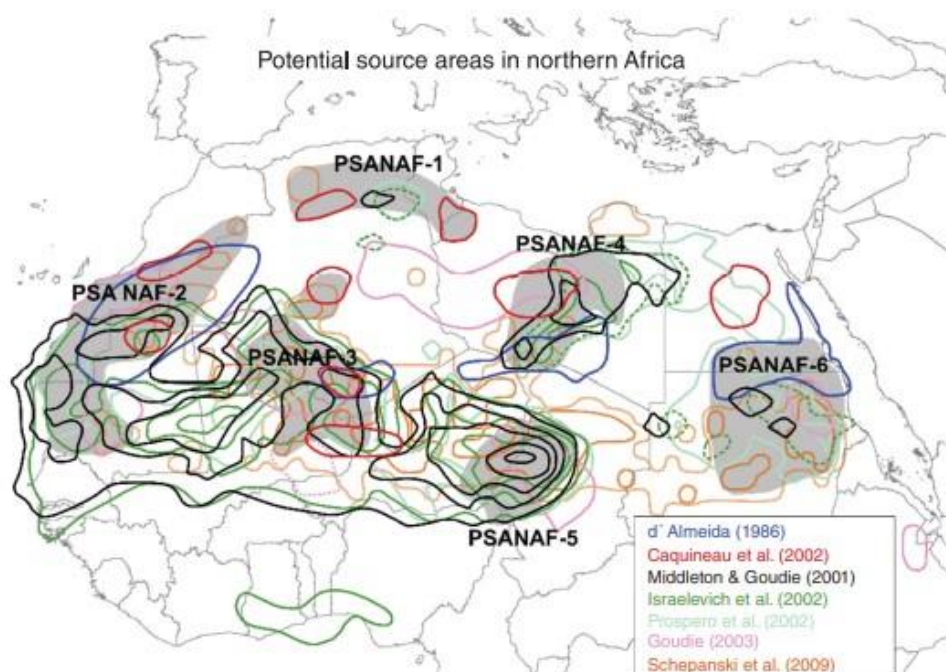 Potential source areas in northern Africa
PSANAF-1
PSANAF-4
PSA NAF-2
PSANAF-3
PSANAF-6
PSANAF-5
d´ Almeida (1986)
Caquineau et al. (2002)
Middleton & Goudie (2001)
Israelevich et al. (2002)
Prospero et al. (2002)
Goudie (2003)
Schepanski et al. (2009)